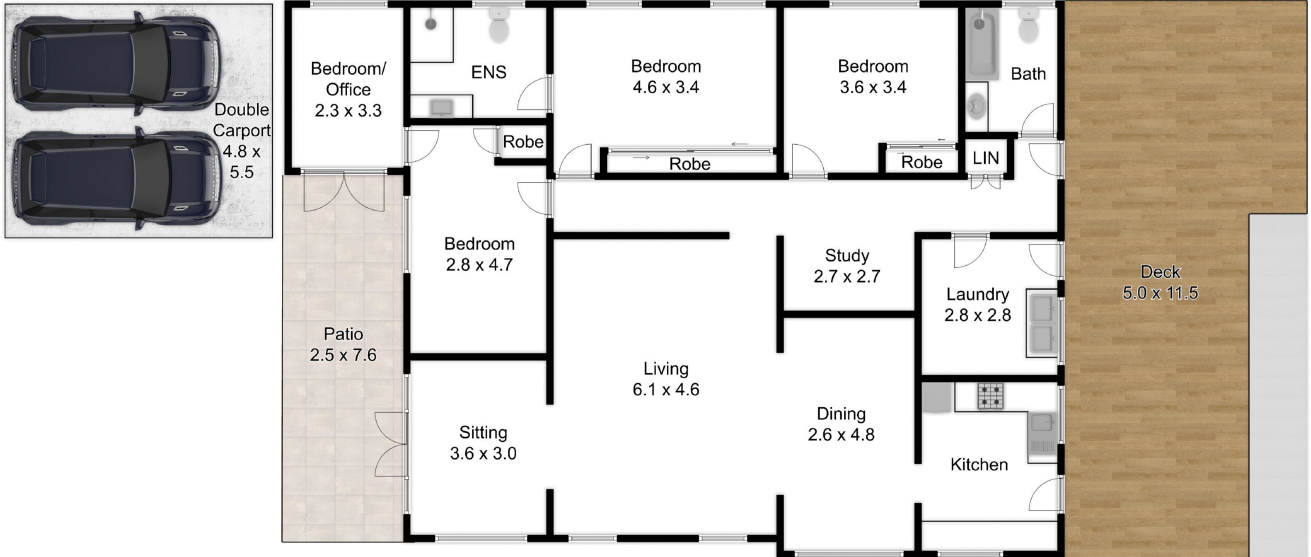 Double
Carport
4.8 x
5.5
Bedroom/
Office
2.3 x 3.3
ENS
Robe
Bedroom
4.6 x 3.4
Robe
Bedroom
3.6 x 3.4
Robe
Bath
LIN
Bedroom
2.8 x 4.7
Study
2.7 x 2.7
Laundry
2.8 x 2.8
Deck
5.0 x 11.5
Patio
2.5 x 7.6
Living
6.1 x 4.6
Sitting
3.6 x 3.0
Dining
2.6 x 4.8
Kitchen